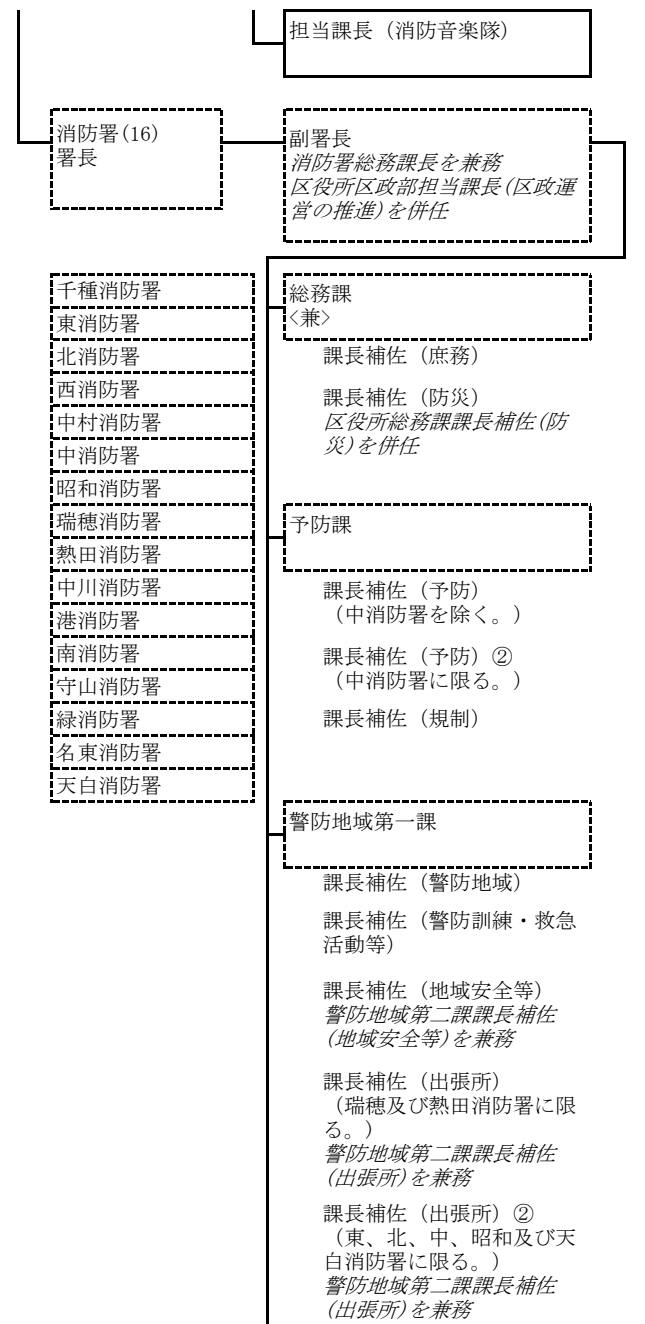 担当課長（消防音楽隊）
消防署(16)
署長
副署長
消防署総務課長を兼務
区役所区政部担当課長(区政運
営の推進)を併任
千種消防署
東消防署
北消防署
西消防署
中村消防署
中消防署
昭和消防署
瑞穂消防署
熱田消防署
中川消防署
港消防署
南消防署
守山消防署
緑消防署
名東消防署
天白消防署
総務課
<兼>
課長補佐（庶務）
課長補佐（防災）
区役所総務課課長補佐(防
災)を併任
予防課
課長補佐（予防）
（中消防署を除く。）
課長補佐（予防）②
（中消防署に限る。）
課長補佐（規制）
警防地域第一課
課長補佐（警防地域）
課長補佐（警防訓練・救急
活動等）
課長補佐（地域安全等）
警防地域第二課課長補佐
(地域安全等)を兼務
課長補佐（出張所）
（瑞穂及び熱田消防署に限
る。）
警防地域第二課課長補佐
(出張所)を兼務
課長補佐（出張所）②
（東、北、中、昭和及び天
白消防署に限る。）
警防地域第二課課長補佐
(出張所)を兼務